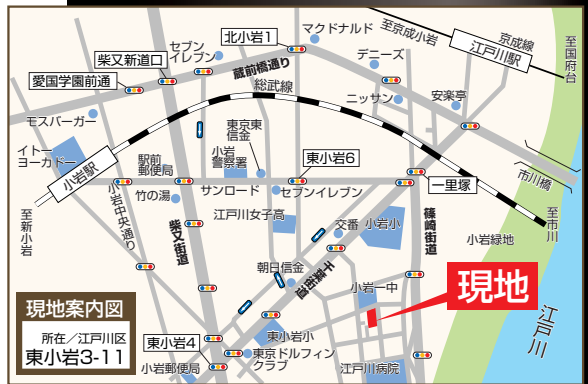 マクドナルド
至京成小岩
京成線
江戸川駅
至国府台
北小岩1
セブン
イレブン
柴又新道口
愛国学園前通
蔵前橋通り
総武線
デニーズ
ニッサン
安楽亭
モスバーガー
イトー
ヨーカドー
小岩駅
駅前
郵便局
小岩
警察署
東京東
信金
東小岩6
一里塚
市川橋
至市川
至新小岩
小岩中央通り
竹の湯
サンロード
セブンイレブン
柴又街道
江戸川女子高
交番
小岩小
篠崎街道
小岩緑地
江戸川
朝日信金
千葉街道
小岩一中
現地
現地案内図
所在／江戸川区
東小岩3-11
東小岩4
小岩郵便局
東小岩小
東京ドルフィン
クラブ
江戸川病院